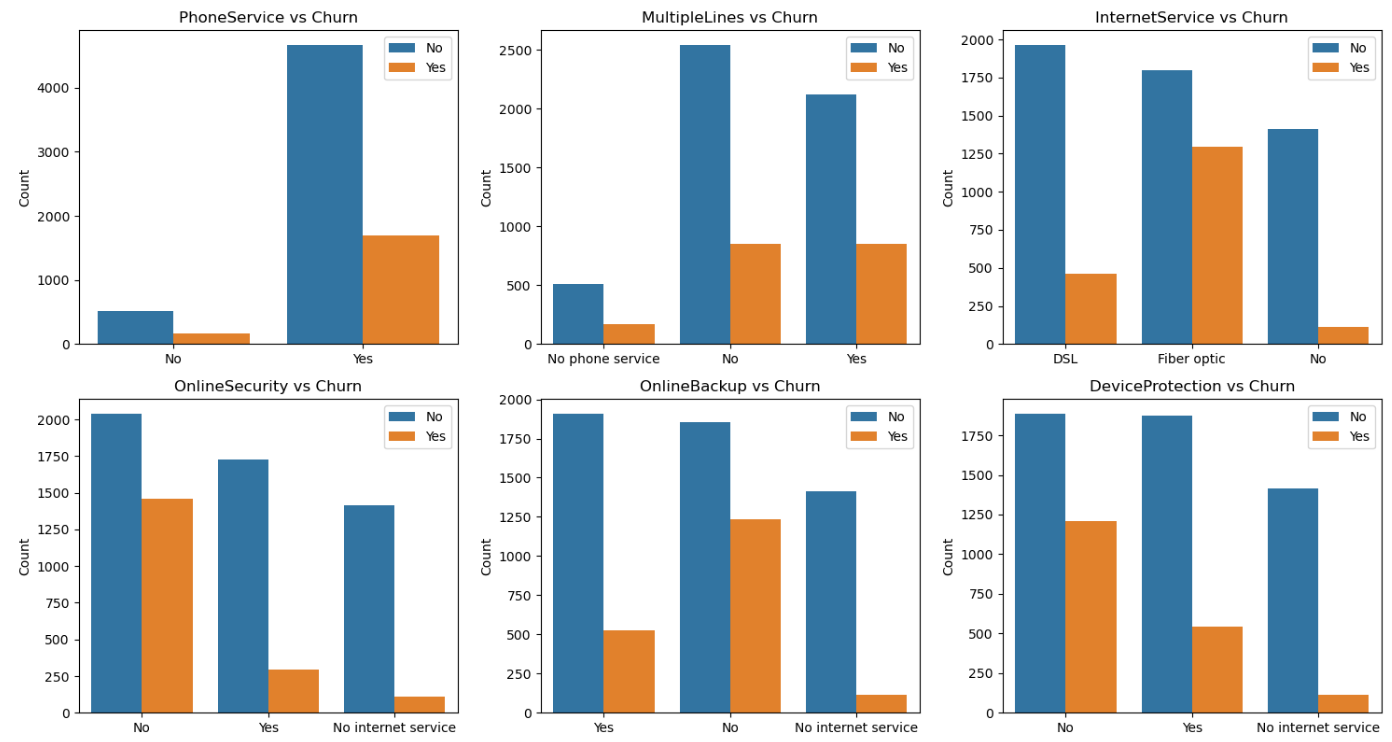 PhoneService vs Churn
Count
4000
3000
2000
1000
0
No
Yes
No
Yes
MultipleLines vs Churn
Count
2500
2000
1500
1000
500
0
No
Yes
No phone service
No
Yes
InternetService vs Churn
Count
2000
1750
1500
1250
1000
750
500
250
0
No
Yes
DSL
Fiber optic
No
OnlineSecurity vs Churn
Count
2000
1750
1500
1250
1000
750
500
250
0
No
Yes
No
Yes
No internet service
OnlineBackup vs Churn
Count
2000
1750
1500
1250
1000
750
500
250
0
No
Yes
Yes
No
No internet service
DeviceProtection vs Churn
Count
1750
1500
1250
1000
750
500
250
0
No
Yes
No
Yes
No internet service